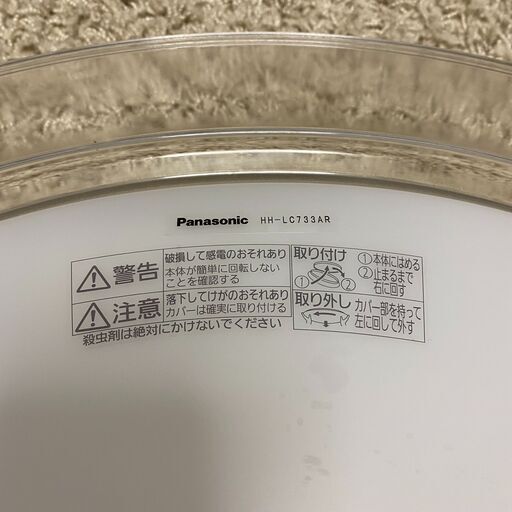 Panasonic HH-LC733AR
警告
破損して感電のおそれあり
本体が簡単に回転しない
ことを確認する
注意
落下してけがのおそれあり
カバーは確実に取り付ける
殺虫剤は絶対にかけないでください
取り付け
① ②
①本体にはめる
②止まるまで
右に回す
取り外し
カバー部を持って
左に回して外す